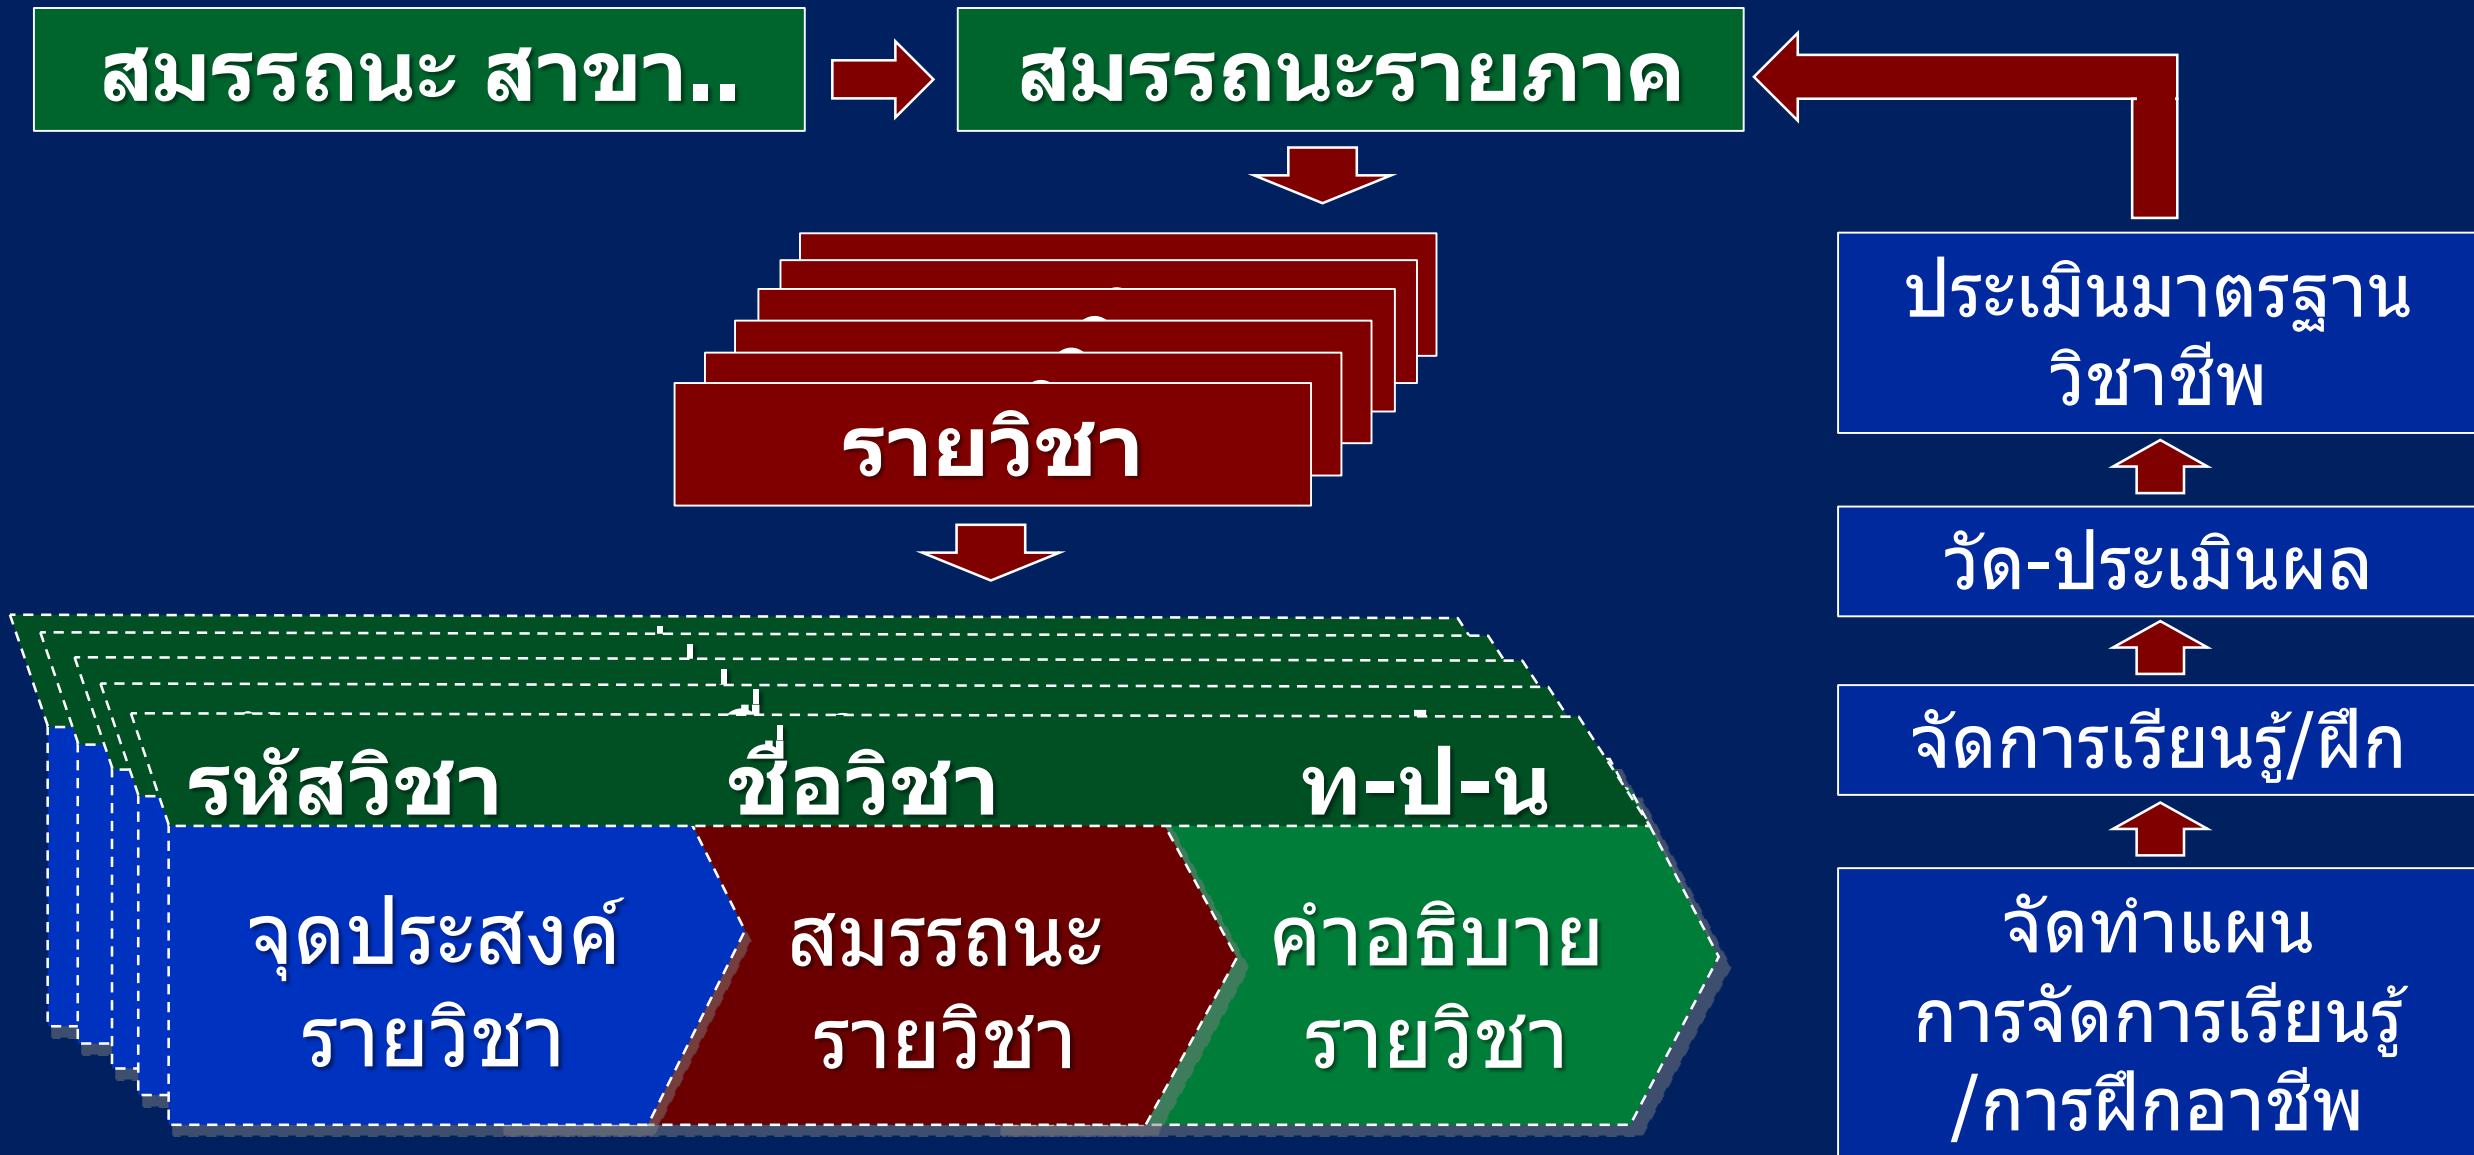 สมรรถนะ สาขา..
สมรรถนะรายภาค
รายวิชา
รหัสวิชา ชื่อวิชา ท-ป-น
จุดประสงค์
รายวิชา
สมรรถนะ
รายวิชา
คำอธิบาย
รายวิชา
ประเมินมาตรฐาน
วิชาชีพ
วัด-ประเมินผล
จัดการเรียนรู้/ฝึก
จัดทำแผน
การจัดการเรียนรู้
/การฝึกอาชีพ